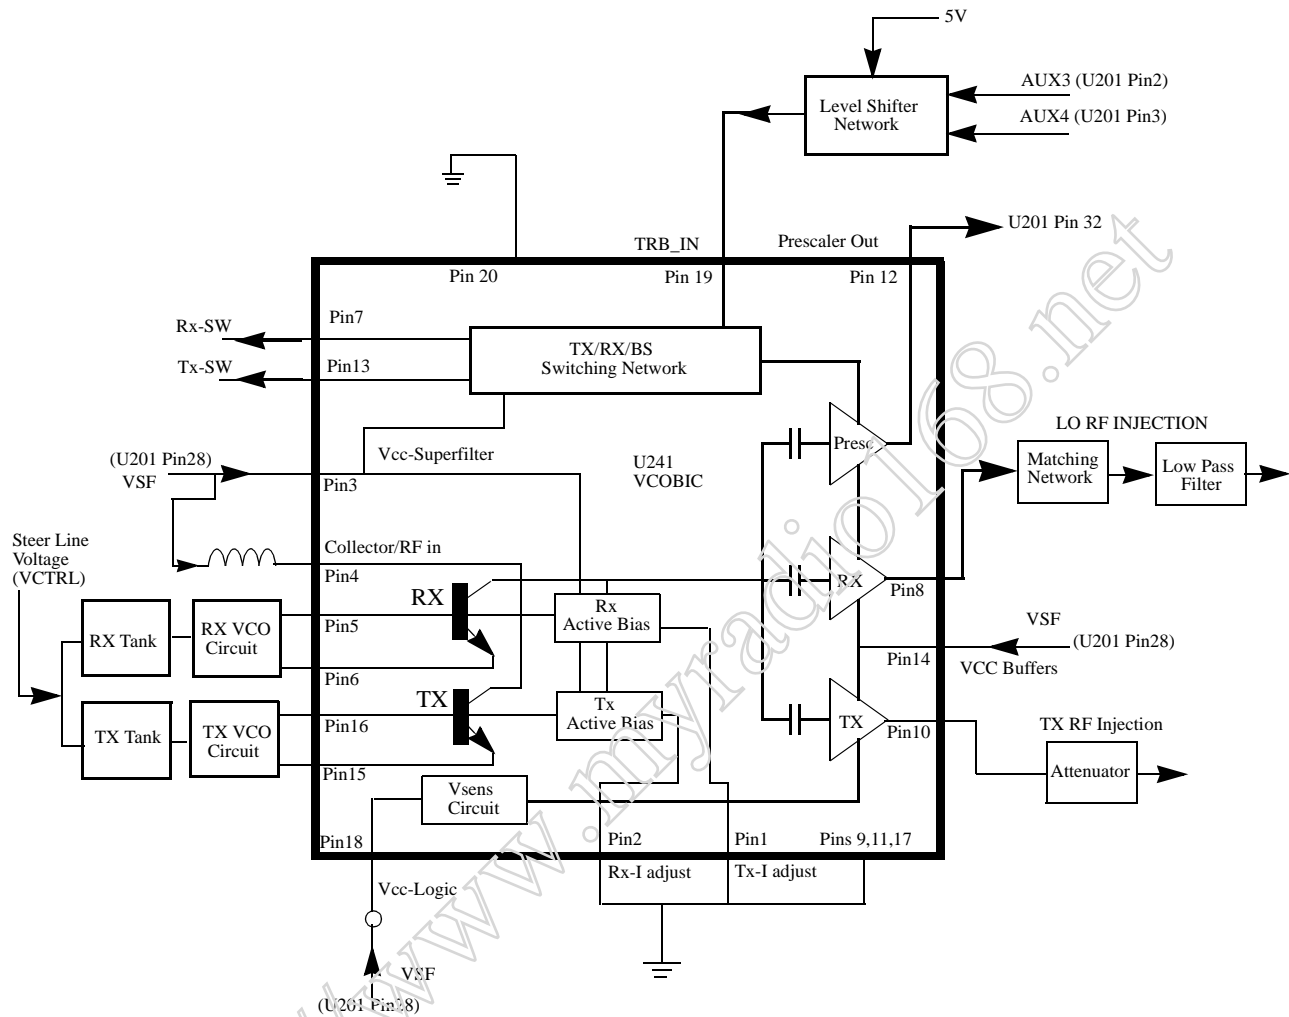 5V
AUX3 (U201 Pin2)
Level Shifter
Network
AUX4 (U201 Pin3)
U201 Pin 32
TRB_IN
Prescaler Out
Pin 20
Pin 19
Pin 12
Rx-SW
Pin7
TX/RX/BS
Switching Network
Tx-SW
Pin13
Presc
LO RF INJECTION
(U201 Pin28)
VSF
Vcc-Superfilter
Pin3
U241
VCOBIC
Matching
Network
Low Pass
Filter
Steer Line
Voltage
(VCTRL)
Collector/RF in
Pin4
RX
Rx
Active Bias
RX
Pin8
RX Tank
RX VCO
Circuit
Pin5
Pin6
VSF
(U201 Pin28)
Pin14
VCC Buffers
TX
Tx
Active Bias
TX
Pin10
TX Tank
TX VCO
Circuit
Pin16
Pin15
TX RF Injection
Attenuator
Vsens
Circuit
Pin18
Pin2
Pin1
Pins 9,11,17
Rx-I adjust
Tx-I adjust
Vcc-Logic
VSF
(U201 Pin28)
//www.myradio168.net